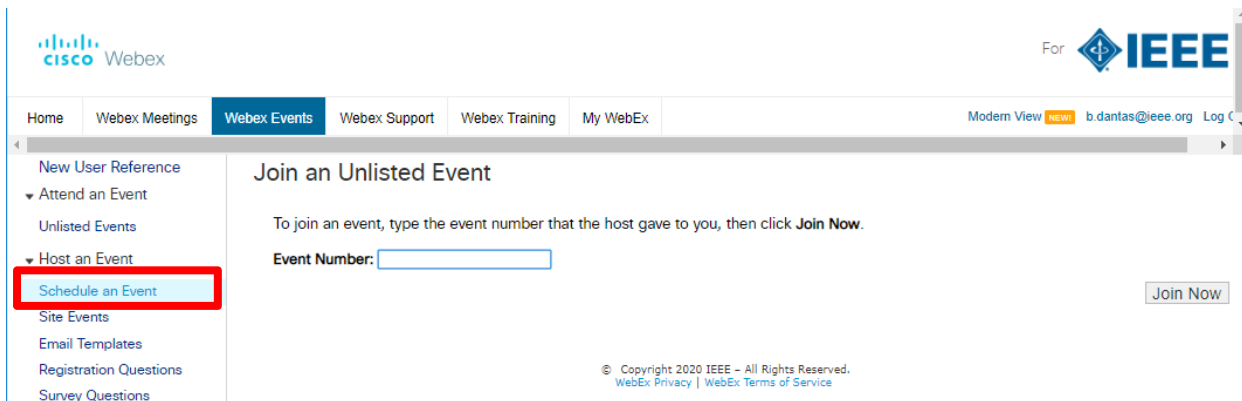 CISCO Webex
For IEEE
Home Webex Meetings Webex Events Webex Support Webex Training My WebEx Modern View NEW! b.dantas@ieee.org Log
New User Reference
Attend an Event
Unlisted Events
Host an Event
Schedule an Event
Site Events
Email Templates
Registration Questions
Survey Questions
Join an Unlisted Event
To join an event, type the event number that the host gave to you, then click Join Now.
Event Number:
Join Now
© Copyright 2020 IEEE – All Rights Reserved.
WebEx Privacy | WebEx Terms of Service